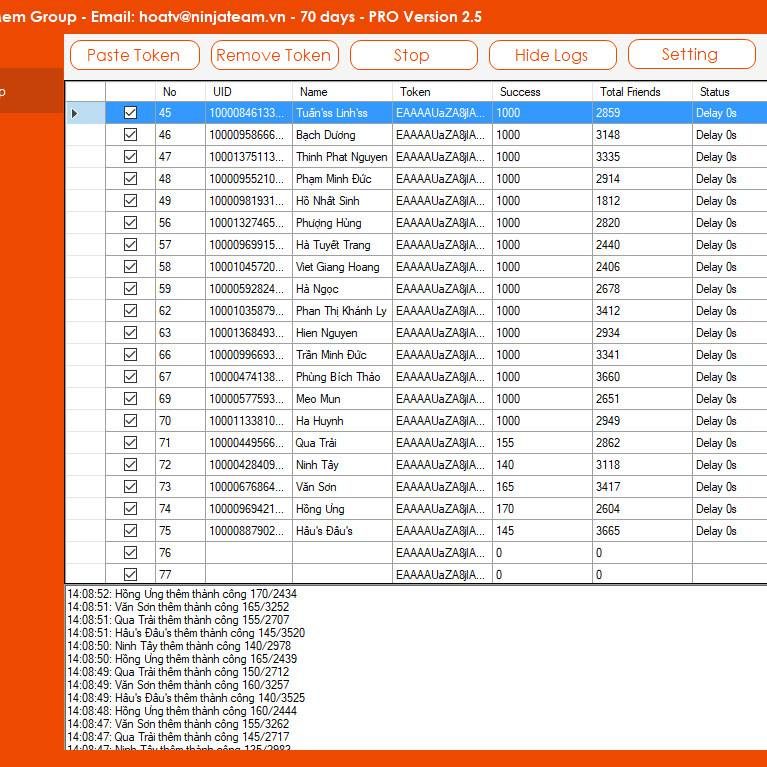 em Group - Email: hoatv@ninjateam.vn - 70 days - PRO Version 2.5
Paste Token Remove Token Stop Hide Logs Setting
p
No UID Name Token Success Total Friends Status
45 10000846133... Tuấn'ss Linh'ss EAAAAUaZA8jlA... 1000 2859 Delay 0s
46 10000958666... Bạch Dương EAAAAUaZA8jlA... 1000 3148 Delay 0s
47 10001375113... Thinh Phat Nguyen EAAAAUaZA8jlA... 1000 3335 Delay 0s
48 10000955210... Phạm Minh Đức EAAAAUaZA8jlA... 1000 2914 Delay 0s
49 10000981931... Hồ Nhất Sinh EAAAAUaZA8jlA... 1000 1812 Delay 0s
56 10001327465... Phượng Hùng EAAAAUaZA8jlA... 1000 2820 Delay 0s
57 10000969915... Hà Tuyết Trang EAAAAUaZA8jlA... 1000 2440 Delay 0s
58 10001045720... Viet Giang Hoang EAAAAUaZA8jlA... 1000 2406 Delay 0s
59 10000592824... Hà Ngọc EAAAAUaZA8jlA... 1000 2678 Delay 0s
62 10001035879... Phan Thị Khánh Ly EAAAAUaZA8jlA... 1000 3412 Delay 0s
63 10001368493... Hien Nguyen EAAAAUaZA8jlA... 1000 2934 Delay 0s
66 10000996693... Trần Minh Đức EAAAAUaZA8jlA... 1000 3341 Delay 0s
67 10000474138... Phùng Bích Thảo EAAAAUaZA8jlA... 1000 3660 Delay 0s
69 10000577593... Meo Mun EAAAAUaZA8jlA... 1000 2651 Delay 0s
70 10001133810... Ha Huynh EAAAAUaZA8jlA... 1000 2949 Delay 0s
71 10000449566... Qua Trải EAAAAUaZA8jlA... 155 2862 Delay 0s
72 10000428409... Ninh Tây EAAAAUaZA8jlA... 140 3118 Delay 0s
73 10000676864... Văn Sơn EAAAAUaZA8jlA... 165 3417 Delay 0s
74 10000969421... Hồng Ưng EAAAAUaZA8jlA... 170 2604 Delay 0s
75 10000887902... Hâu's Đâu's EAAAAUaZA8jlA... 145 3665 Delay 0s
76 EAAAAUaZA8jlA... 0 0
77 EAAAAUaZA8jlA... 0 0
14:08:52: Hồng Ưng thêm thành công 170/2434
14:08:51: Văn Sơn thêm thành công 165/3252
14:08:51: Qua Trải thêm thành công 155/2707
14:08:51: Hâu's Đâu's thêm thành công 145/3520
14:08:50: Ninh Tây thêm thành công 140/2978
14:08:50: Hồng Ưng thêm thành công 165/2439
14:08:49: Qua Trải thêm thành công 150/2712
14:08:49: Văn Sơn thêm thành công 160/3257
14:08:49: Hâu's Đâu's thêm thành công 140/3525
14:08:48: Hồng Ưng thêm thành công 160/2444
14:08:47: Văn Sơn thêm thành công 155/3262
14:08:47: Qua Trải thêm thành công 145/2717
14:08:47: Ninh Tây thêm thành công 135/2983